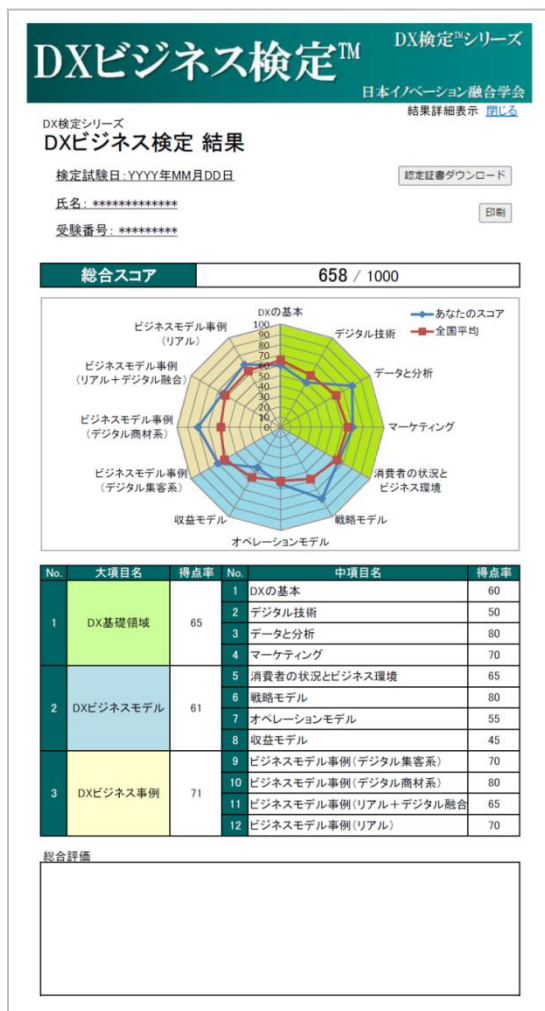 DXビジネス検定™
DX検定™シリーズ
日本イノベーション融合学会
結果詳細表示 閉じる
DX検定シリーズ
DXビジネス検定 結果
検定試験日:YYYY年MM月DD日
認定証書ダウンロード
氏名: *************
印刷
受験番号: *********
総合スコア 658 / 1000
あなたのスコア
全国平均
DXの基本
デジタル技術
データと分析
マーケティング
消費者の状況と
ビジネス環境
戦略モデル
オペレーションモデル
収益モデル
ビジネスモデル事例
(デジタル集客系)
ビジネスモデル事例
(デジタル商材系)
ビジネスモデル事例
(リアル+デジタル融合)
ビジネスモデル事例
(リアル)
100
90
80
70
60
50
40
30
20
10
0
No. 大項目名 得点率 No. 中項目名 得点率
1 DX基礎領域 65
1 DXの基本 60
2 デジタル技術 50
3 データと分析 80
4 マーケティング 70
2 DXビジネスモデル 61
5 消費者の状況とビジネス環境 65
6 戦略モデル 80
7 オペレーションモデル 55
8 収益モデル 45
3 DXビジネス事例 71
9 ビジネスモデル事例(デジタル集客系) 70
10 ビジネスモデル事例(デジタル商材系) 80
11 ビジネスモデル事例(リアル+デジタル融合 65
12 ビジネスモデル事例(リアル) 70
総合評価